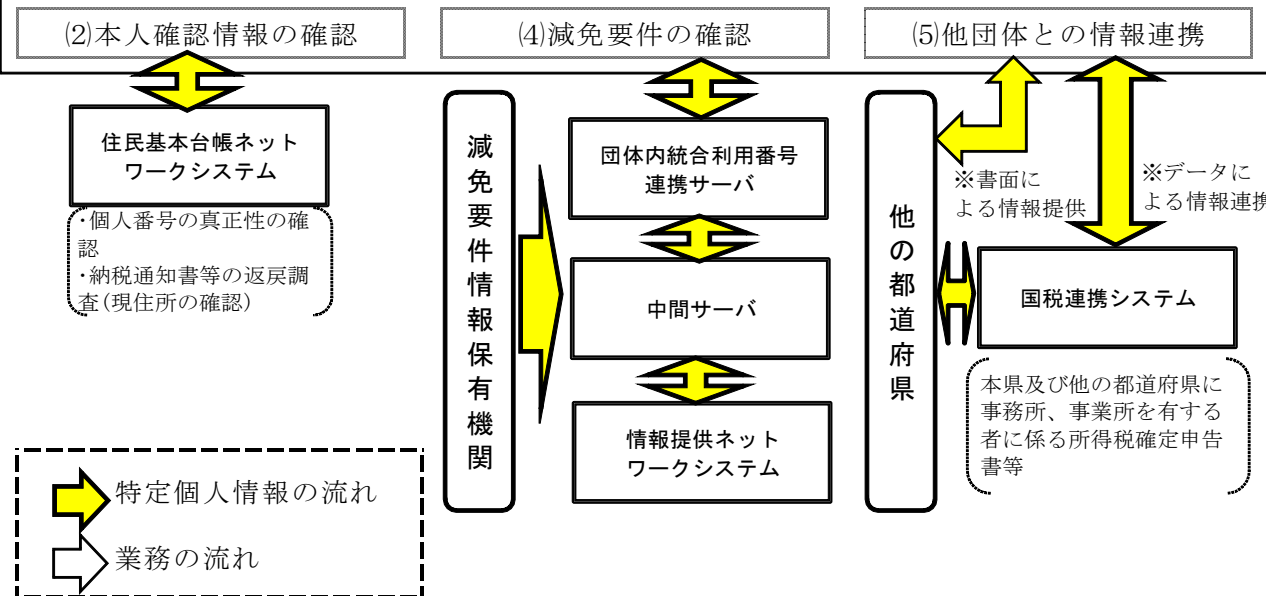 ⑵本人確認情報の確認
⑷減免要件の確認
⑸他団体との情報連携
住民基本台帳ネット
ワークシステム
・個人番号の真正性の確
認
・納税通知書等の返戻調
査(現住所の確認)
減免要件情報保有機関
団体内統合利用番号
連携サーバ
中間サーバ
情報提供ネット
ワークシステム
他の都道府県
※書面に
よる情報提供
※データに
よる情報連携
国税連携システム
本県及び他の都道府県に
事務所、事業所を有する
者に係る所得税確定申告
書等
特定個人情報の流れ
業務の流れ